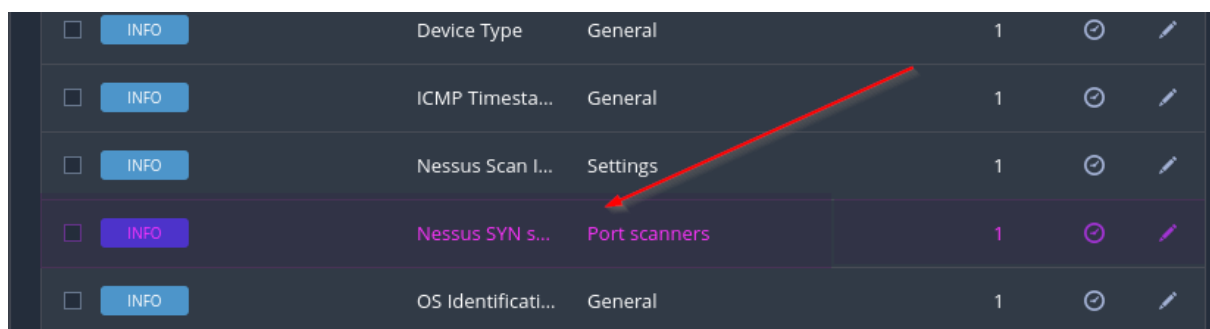 INFO Device Type General 1
INFO ICMP Timesta... General 1
INFO Nessus Scan I... Settings 1
INFO Nessus SYN s... Port scanners 1
INFO OS Identificati... General 1